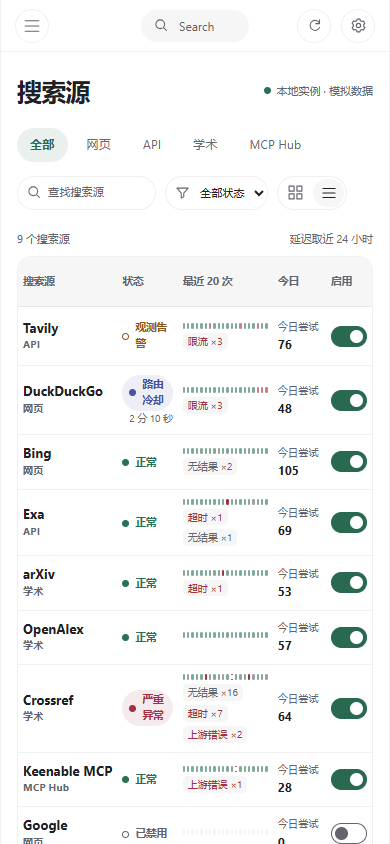 Search
搜索源
本地实例 · 模拟数据
全部
网页
API
学术
MCP Hub
查找搜索源
全部状态
9 个搜索源
延迟取近 24 小时
搜索源
状态
最近 20 次
今日
启用
Tavily
API
观测告
警
限流 ×3
今日尝试
76
DuckDuckGo
网页
路由
冷却
2 分 10 秒
限流 ×3
今日尝试
48
Bing
网页
正常
无结果 ×2
今日尝试
105
Exa
API
正常
超时 ×1
无结果 ×1
今日尝试
69
arXiv
学术
正常
超时 ×1
今日尝试
53
OpenAlex
学术
正常
今日尝试
57
Crossref
学术
严重
异常
无结果 ×16
超时 ×7
上游错误 ×2
今日尝试
64
Keenable MCP
MCP Hub
正常
上游错误 ×1
今日尝试
28
Google
网页
已禁用
今日尝试
0